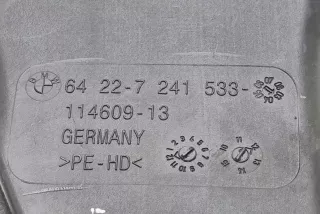 64 22-7 241 533-
114609-13
GERMANY
>PE-HD<